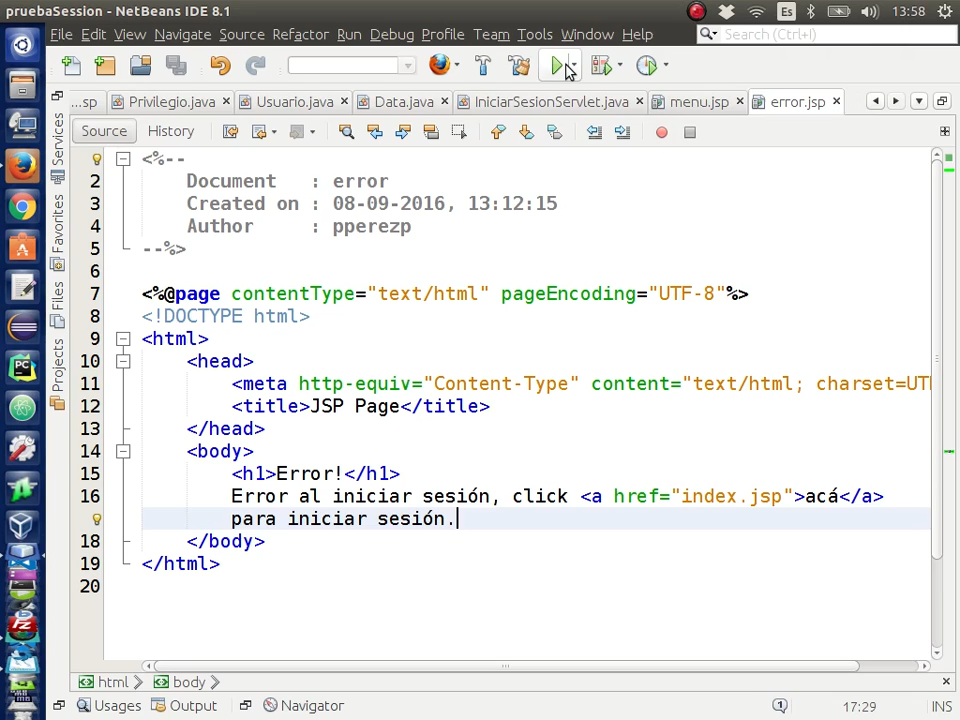 pruebaSession - NetBeans IDE 8.1
Es
13:58
File Edit View Navigate Source Refactor Run Debug Profile Team Tools Window Help
Search (Ctrl+I)
...sp Privilegio.java Usuario.java Data.java IniciarSesionServlet.java menu.jsp error.jsp
Source History
Services
Favorites
Files
Projects
PC
<%--
2 Document : error
3 Created on : 08-09-2016, 13:12:15
4 Author : pperezp
5 --%>
6
7 <%@page contentType="text/html" pageEncoding="UTF-8"%>
8 <!DOCTYPE html>
9 <html>
10 <head>
11 <meta http-equiv="Content-Type" content="text/html; charset=UT
12 <title>JSP Page</title>
13 </head>
14 <body>
15 <h1>Error!</h1>
16 Error al iniciar sesión, click <a href="index.jsp">acá</a>
para iniciar sesión.
18 </body>
19 </html>
20
html body
Usages Output Navigator
1
17:29
INS